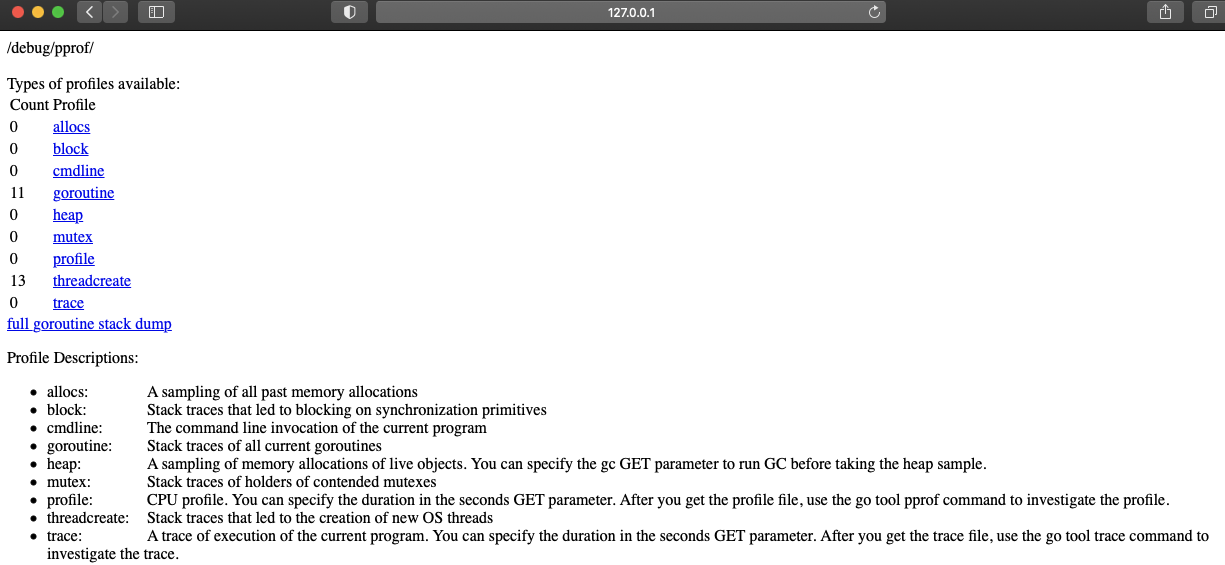 127.0.0.1
/debug/pprof/
Types of profiles available:
Count Profile
0 allocs
0 block
0 cmdline
11 goroutine
0 heap
0 mutex
0 profile
13 threadcreate
0 trace
full goroutine stack dump
Profile Descriptions:
• allocs: A sampling of all past memory allocations
• block: Stack traces that led to blocking on synchronization primitives
• cmdline: The command line invocation of the current program
• goroutine: Stack traces of all current goroutines
• heap: A sampling of memory allocations of live objects. You can specify the gc GET parameter to run GC before taking the heap sample.
• mutex: Stack traces of holders of contended mutexes
• profile: CPU profile. You can specify the duration in the seconds GET parameter. After you get the profile file, use the go tool pprof command to investigate the profile.
• threadcreate: Stack traces that led to the creation of new OS threads
• trace: A trace of execution of the current program. You can specify the duration in the seconds GET parameter. After you get the trace file, use the go tool trace command to
investigate the trace.